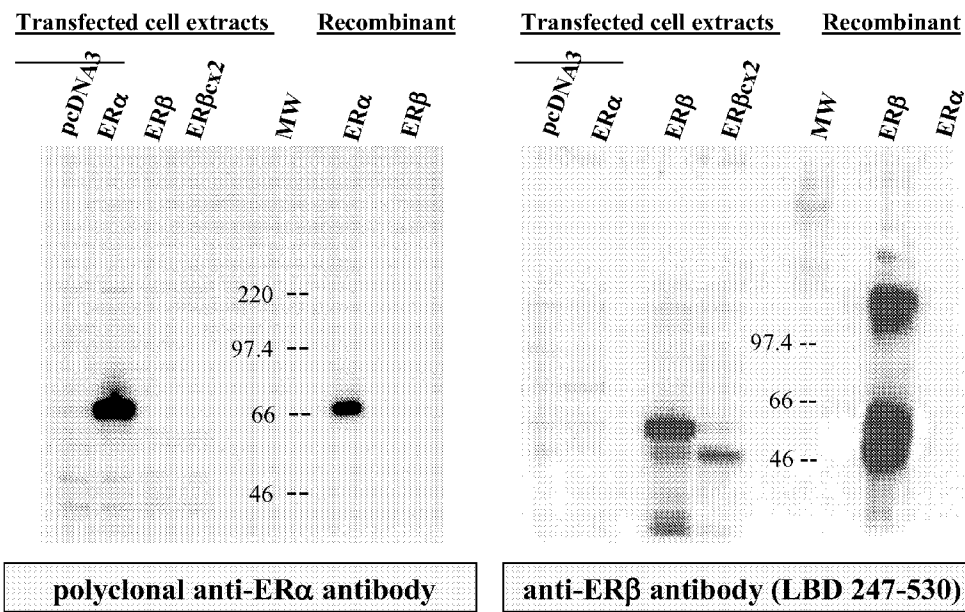 Transfected cell extracts
Recombinant
pcDNA3
ERα
ERβ
ERβcx2
MW
ERα
ERβ
220 --
97.4 --
66 --
46 --
polyclonal anti-ERα antibody
Transfected cell extracts
Recombinant
pcDNA3
ERα
ERβ
ERβcx2
MW
ERβ
ERα
97.4 --
66 --
46 --
anti-ERβ antibody (LBD 247-530)